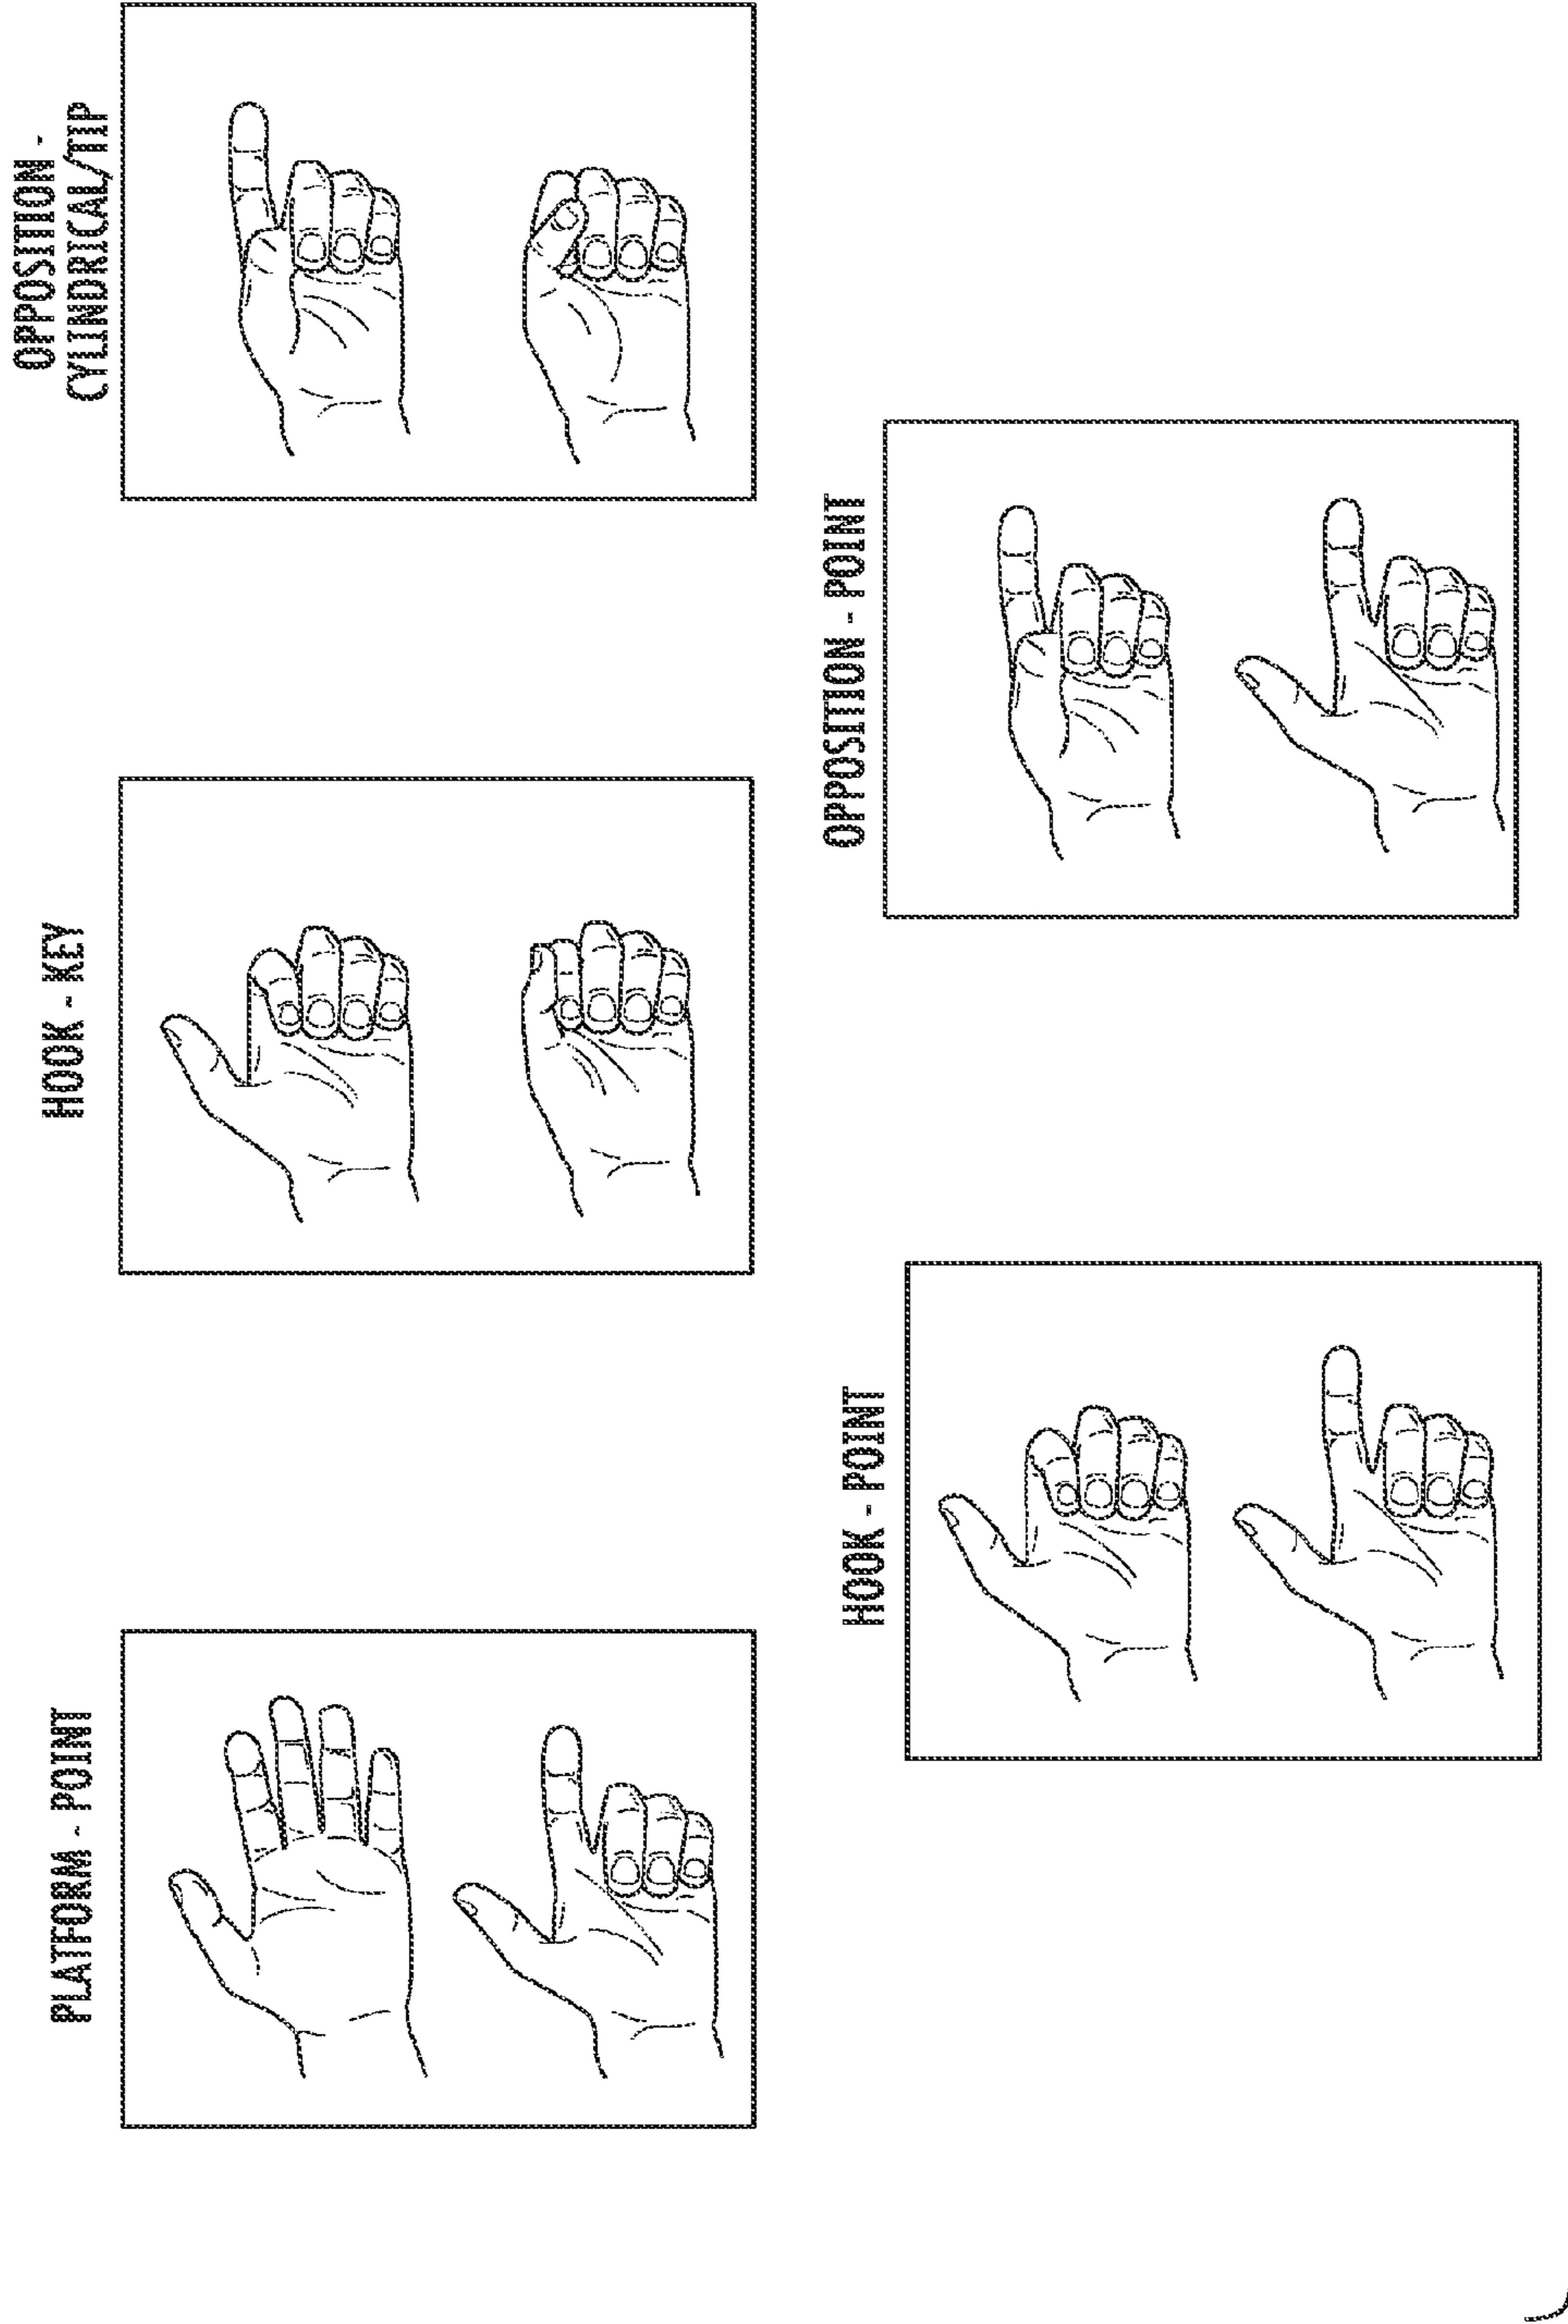 PLATFORM - POINT
HOOK - KEY
OPPOSITION -
CYLINDRICAL/TIP
HOOK - POINT
OPPOSITION - POINT